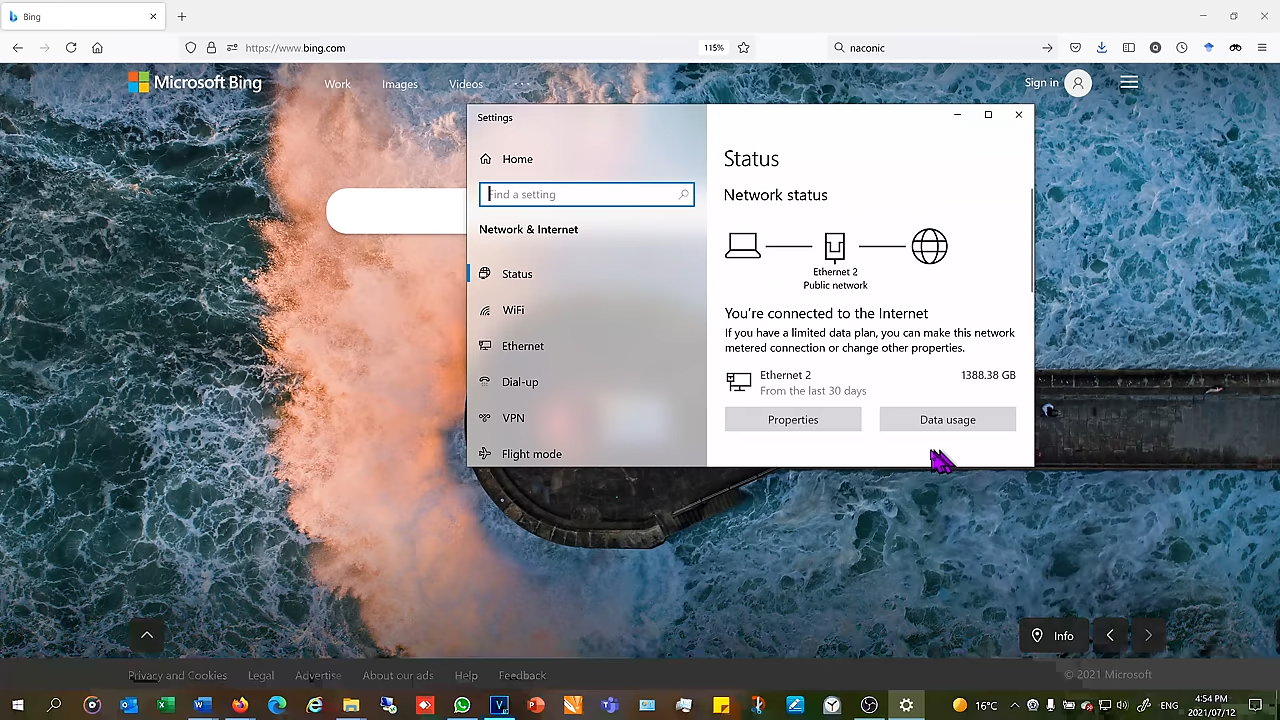 Bing
https://www.bing.com
115%
naconic
Microsoft Bing
Work
Images
Videos
Sign in
Settings
Home
Find a setting
Network & Internet
Status
WiFi
Ethernet
Dial-up
VPN
Flight mode
Status
Network status
Ethernet 2
Public network
You're connected to the Internet
If you have a limited data plan, you can make this network
metered connection or change other properties.
Ethernet 2
1388.38 GB
From the last 30 days
Properties
Data usage
Info
Privacy and Cookies
Legal
Advertise
About our ads
Help
Feedback
© 2021 Microsoft
16°C
ENG
4:54 PM
2021/07/12